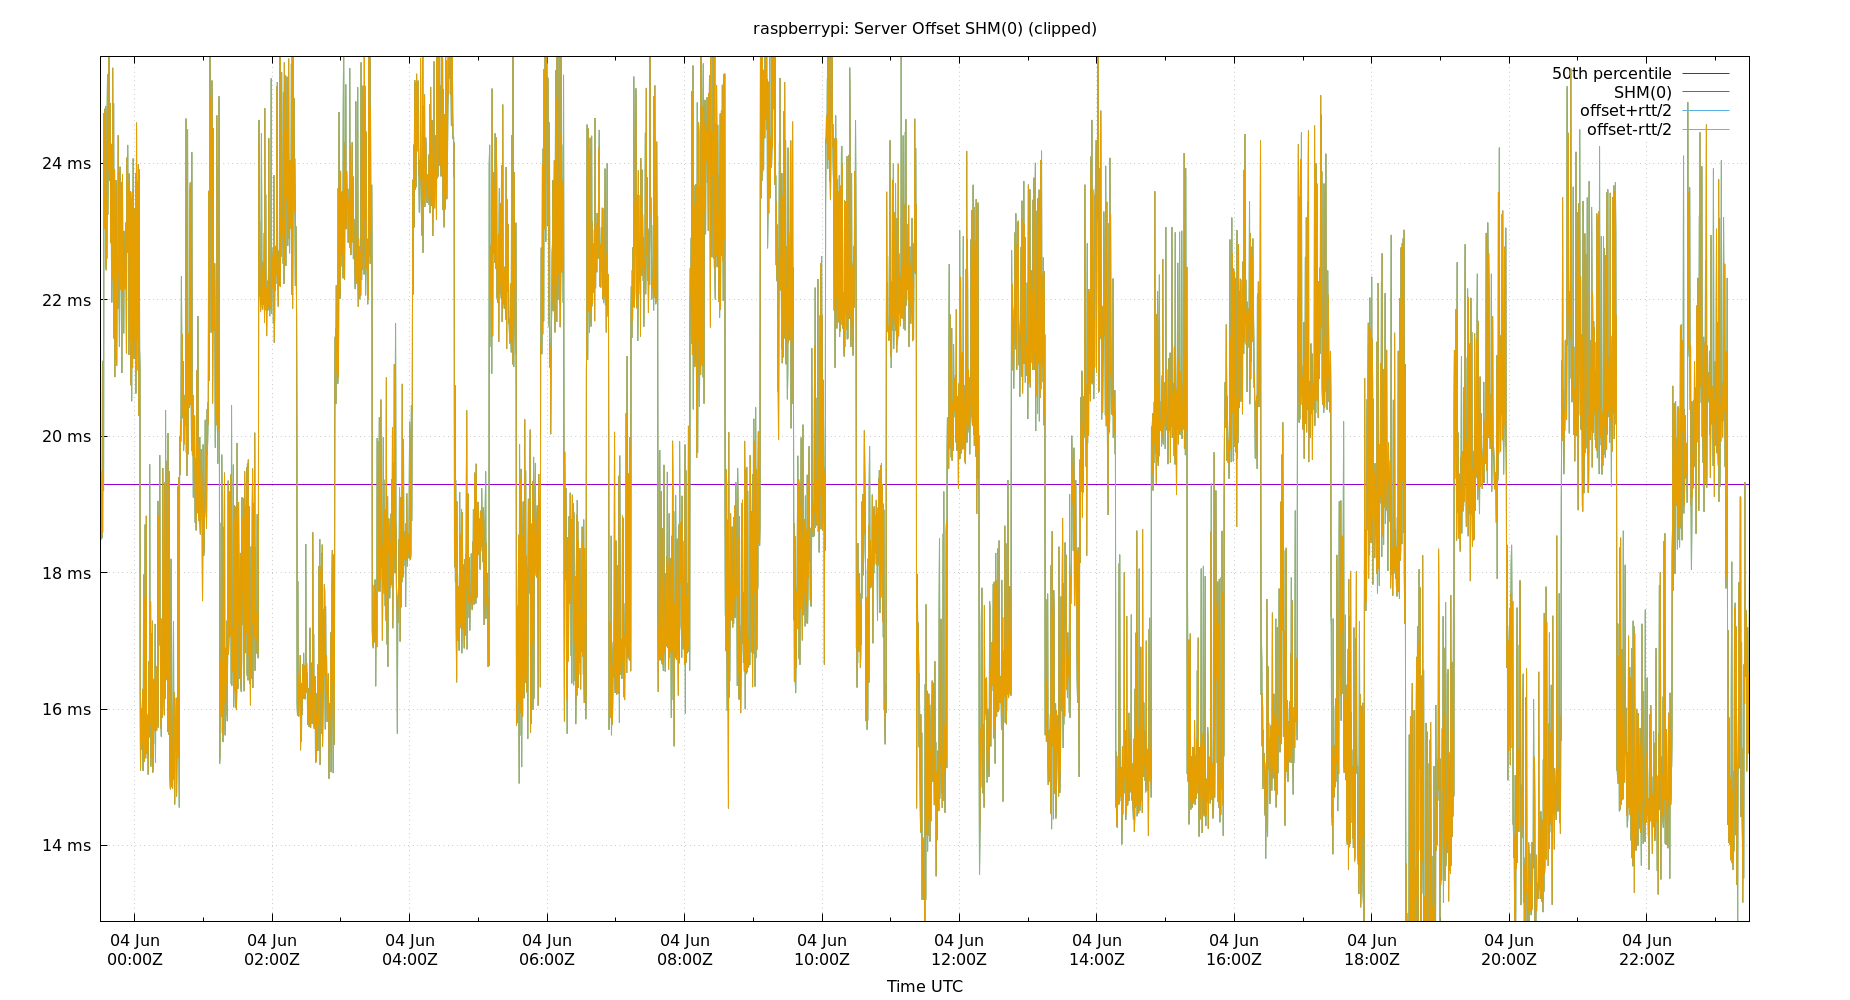 raspberrypi: Server Offset SHM(0) (clipped)
50th percentile
SHM(0)
offset+rtt/2
offset-rtt/2
24 ms
22 ms
20 ms
18 ms
16 ms
14 ms
04 Jun 04 Jun 04 Jun 04 Jun 04 Jun 04 Jun 04 Jun 04 Jun 04 Jun 04 Jun 04 Jun 04 Jun
00:00Z 02:00Z 04:00Z 06:00Z 08:00Z 10:00Z 12:00Z 14:00Z 16:00Z 18:00Z 20:00Z 22:00Z
Time UTC